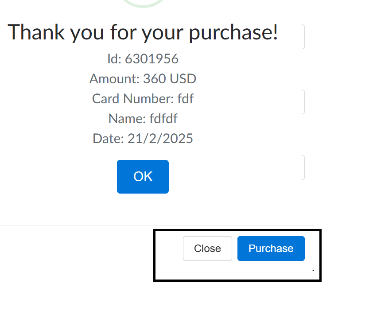 Thank you for your purchase!
Id: 6301956
Amount: 360 USD
Card Number: fdf
Name: fdfdf
Date: 21/2/2025
OK
Close Purchase
.